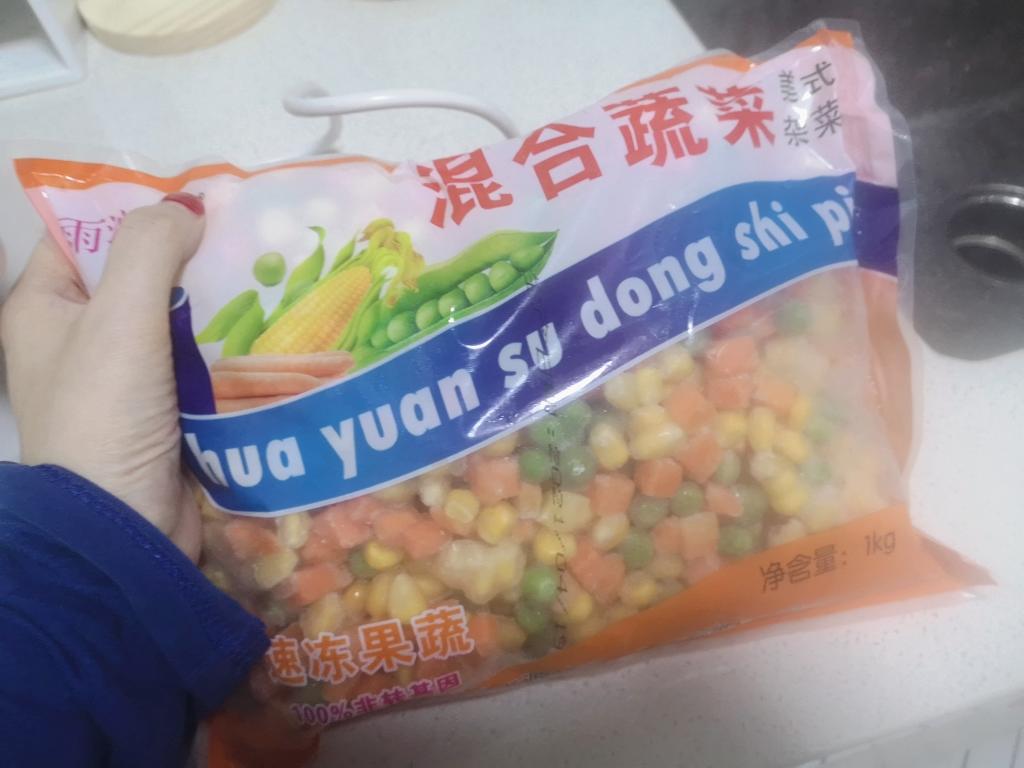 雨
混合蔬菜
美式
杂菜
hua yuan su dong shi pi
净含量：1kg
速冻果蔬
100%非转基因